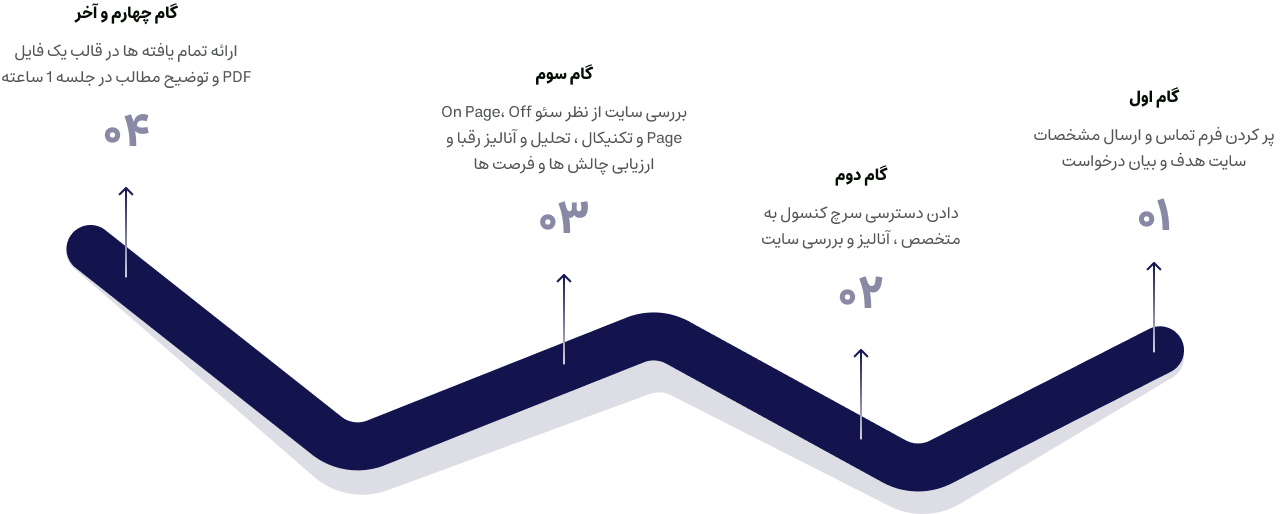 گام اول
پر کردن فرم تماس و ارسال مشخصات
سایت هدف و بیان درخواست
۰۱
گام دوم
دادن دسترسی سرچ کنسول به
متخصص ، آنالیز و بررسی سایت
۰۲
گام سوم
بررسی سایت از نظر سئو On Page، Off
Page و تکنیکال ، تحلیل و آنالیز رقبا و
ارزیابی چالش ها و فرصت ها
۰۳
گام چهارم و آخر
ارائه تمام یافته ها در قالب یک فایل
PDF و توضیح مطالب در جلسه 1 ساعته
۰۴